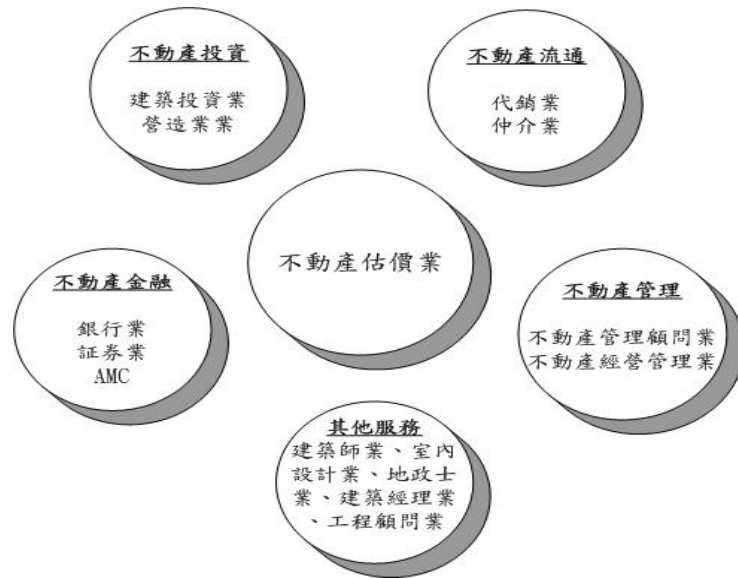 不動產投資
建築投資業
營造業業
不動產流通
代銷業
仲介業
不動產估價業
不動產金融
銀行業
証券業
AMC
不動產管理
不動產管理顧問業
不動產經營管理業
其他服務
建築師業、室內
設計業、地政士
業、建築經理業
、工程顧問業